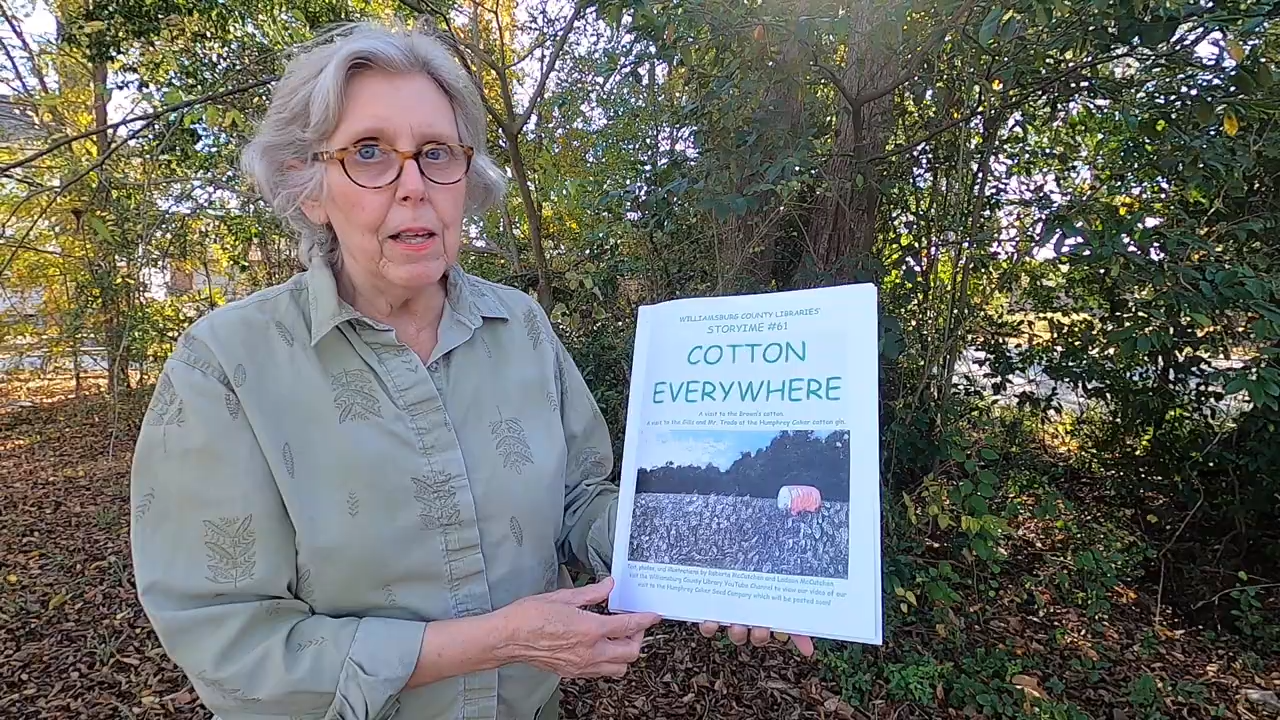 WILLIAMSBURG COUNTY LIBRARIES'
STORYIME #61
COTTON
EVERYWHERE
A visit to the Brown's cotton.
A visit to the Gills and Mr. Trado at the Humphrey Coker cotton gin.
Text, photos, and illustrations by Roberta McCutchen and Ladson McCutchen
Visit the Williamsburg County Library YouTube Channel to view our video of our
visit to the Humphrey Coker Seed Company which will be posted soon!